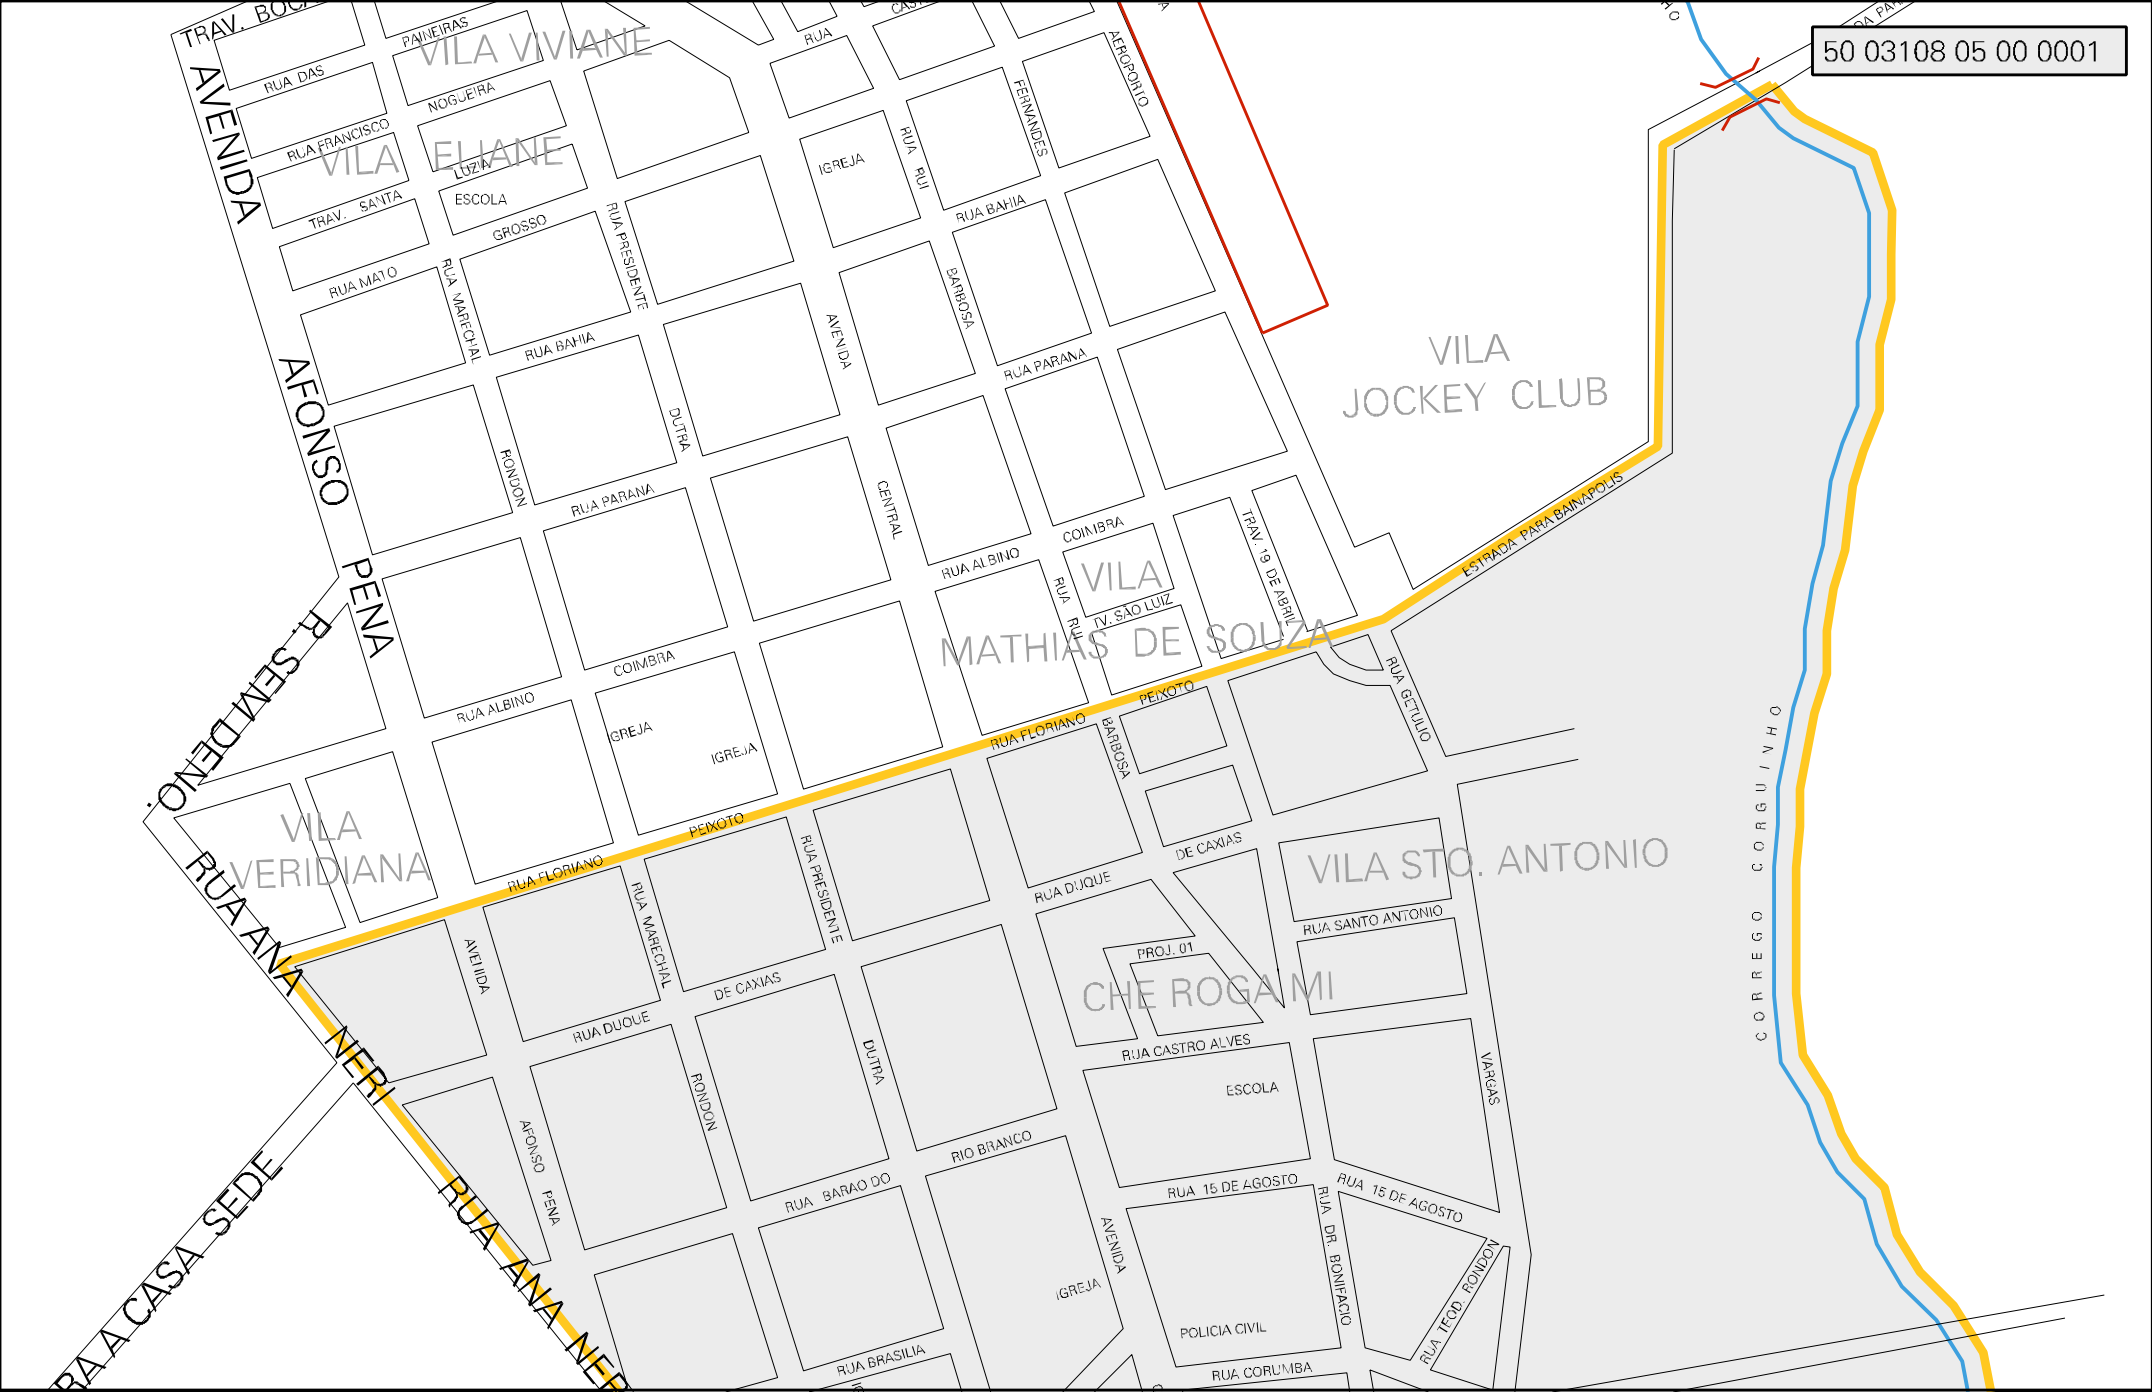 TRAV. BOCA
PAINEIRAS
VILA VIVIANE
RUA
50 03108 05 00 0001
AVENIDA
RUA DAS
NOGUEIRA
FERNANDES
AEROPORTO
RUA FRANCISCO
VILA ELIANE
LUZIA
IGREJA
RUA RUI
ESCOLA
TRAV. SANTA
GROSSO
RUA BAHIA
RUA PRESIDENTE
RUA MATO
RUA MARECHAL
BARBOSA
AVENIDA
RUA BAHIA
RUA PARANA
VILA
JOCKEY CLUB
AFONSO
DUTRA
RONDON
RUA PARANA
CENTRAL
COIMBRA
TRAV. 19 DE ABRIL
ESTRADA PARA BAINAPOLIS
RUA ALBINO
PENA
VILA
MATHIAS DE SOUZA
RUA RUI
TV. SÃO LUIZ
R. SEMI DENO.
COIMBRA
RUA ALBINO
RUA GETULIO
PEIXOTO
RUA FLORIANO
BARBOSA
IGREJA
IGREJA
CORREGO CORGUINHO
VILA
VERIDIANA
PEIXOTO
RUA FLORIANO
RUA PRESIDENTE
DE CAXIAS
RUA DUQUE
VILA STO. ANTONIO
RUA SANTO ANTONIO
RUA ANA NERI
AVENIDA
RUA MARECHAL
PROJ. 01
CHE ROGA MI
DE CAXIAS
RUA DUQUE
RUA CASTRO ALVES
ESCOLA
VARGAS
DUTRA
RONDON
AFONSO PENA
RIO BRANCO
RUA BARAO DO
RUA 15 DE AGOSTO
RUA 15 DE AGOSTO
RUA DR. BONIFACIO
AVENIDA
A CASA SEDE
RUA ANA
IGREJA
POLICIA CIVIL
RUA TEOD. RONDON
RUA BRASILIA
RUA CORUMBA